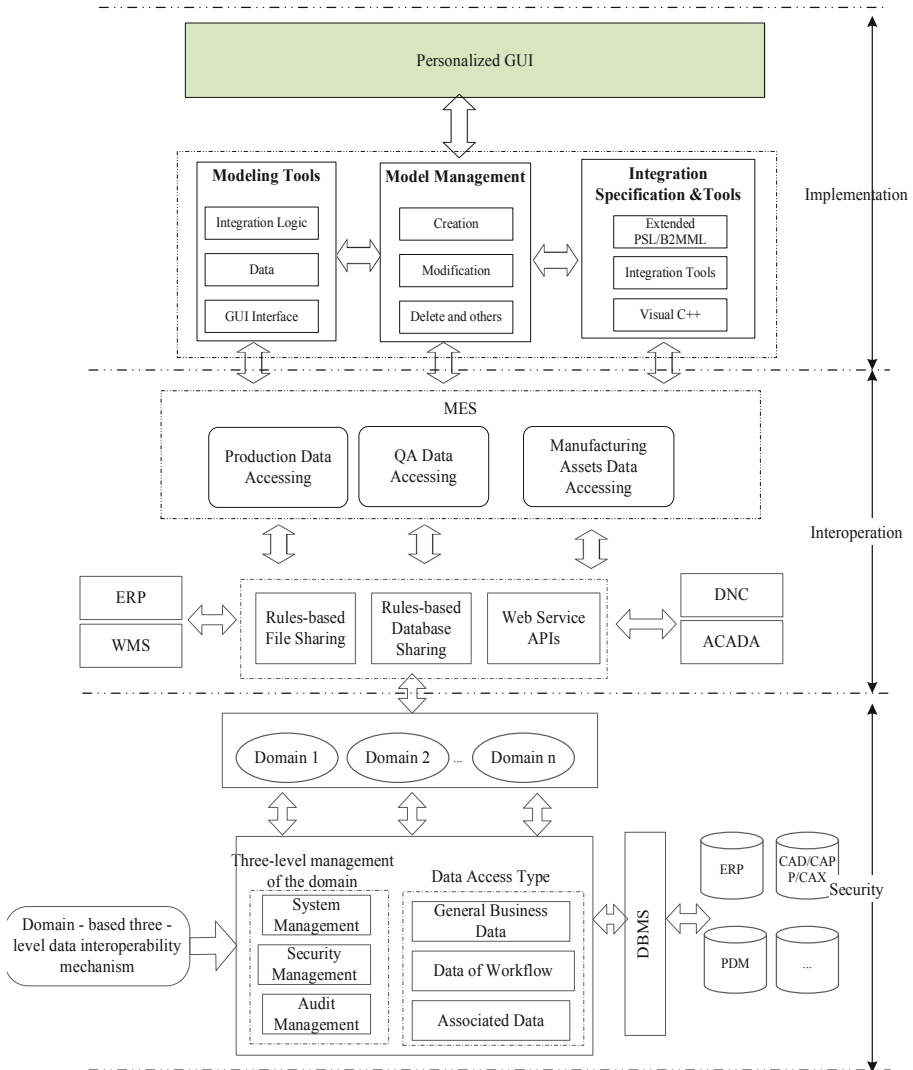 Personalized GUI
Modeling Tools
Integration Logic
Data
GUI Interface
Model Management
Creation
Modification
Delete and others
Integration
Specification &Tools
Extended
PSL/B2MML
Integration Tools
Visual C++
Implementation
MES
Production Data
Accessing
QA Data
Accessing
Manufacturing
Assets Data
Accessing
Interoperation
ERP
WMS
Rules-based
File Sharing
Rules-based
Database
Sharing
Web Service
APIs
DNC
ACADA
Domain 1
Domain 2
...
Domain n
Three-level management
of the domain
System
Management
Security
Management
Audit
Management
Data Access Type
General Business
Data
Data of Workflow
Associated Data
Domain - based three -
level data interoperability
mechanism
DBMS
ERP
CAD/CAP
P/CAX
PDM
...
Security